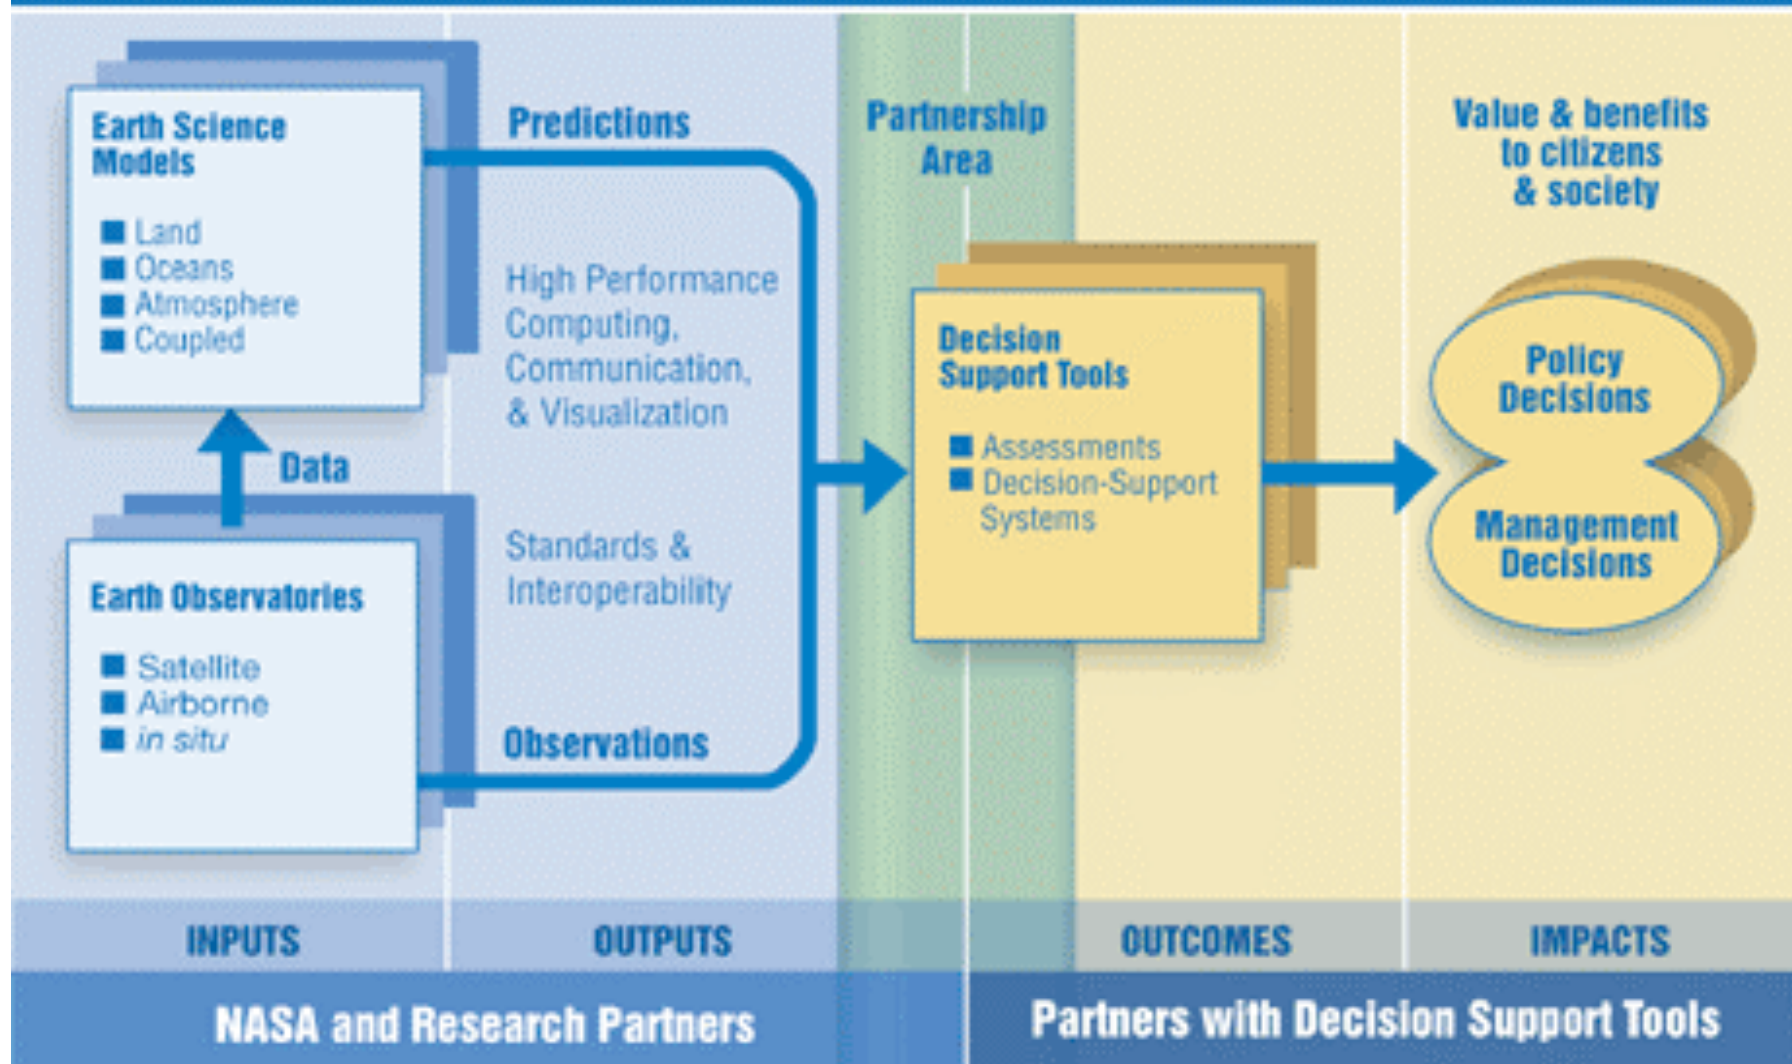 Earth Science
Models
Land
Oceans
Atmosphere
Coupled
Data
Earth Observatories
Satellite
Airborne
in situ
Predictions
High Performance
Computing,
Communication,
& Visualization
Standards &
Interoperability
Observations
Partnership
Area
Decision
Support Tools
Assessments
Decision-Support
Systems
Value & benefits
to citizens
& society
Policy
Decisions
Management
Decisions
INPUTS
OUTPUTS
OUTCOMES
IMPACTS
NASA and Research Partners
Partners with Decision Support Tools